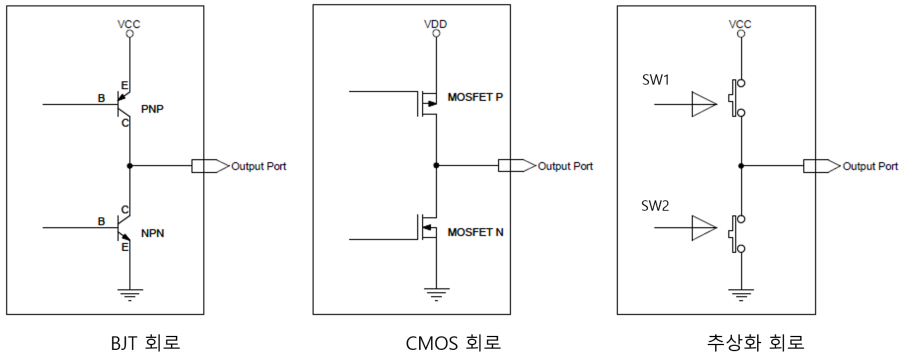 VCC
E
B
PNP
C
Output Port
C
B
NPN
E
BJT 회로
VDD
MOSFET P
Output Port
MOSFET N
CMOS 회로
VCC
SW1
Output Port
SW2
추상화 회로